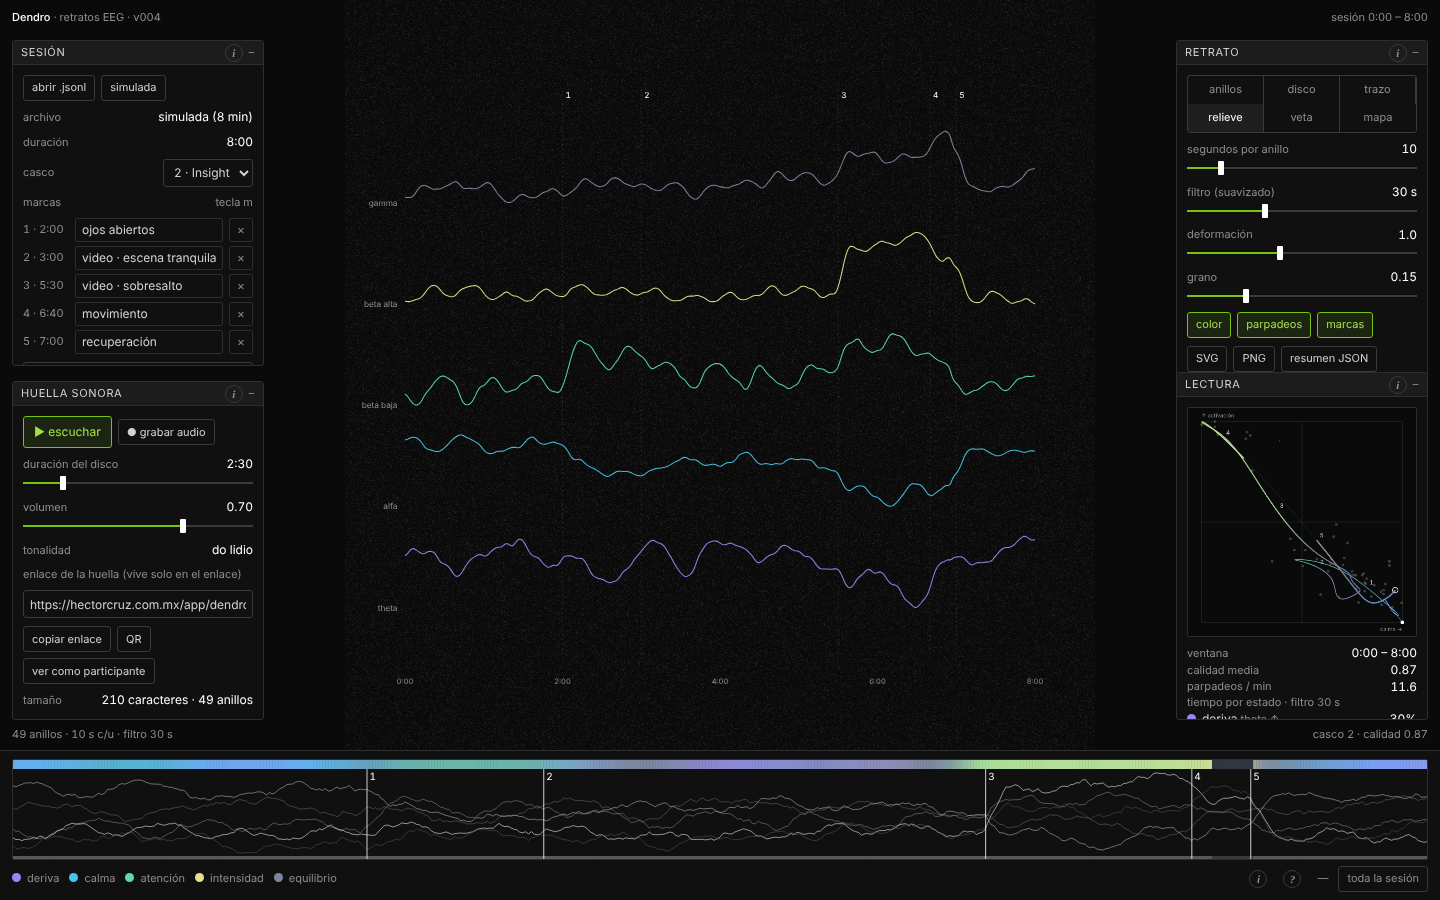 Dendro · retratos EEG · v004
sesión 0:00 – 8:00
SESIÓN
i –
abrir .jsonl
simulada
archivo simulada (8 min)
duración 8:00
casco 2 · Insight
marcas tecla m
1 · 2:00 ojos abiertos ×
2 · 3:00 video · escena tranquila ×
3 · 5:30 video · sobresalto ×
4 · 6:40 movimiento ×
5 · 7:00 recuperación ×
HUELLA SONORA
i –
▶ escuchar
● grabar audio
duración del disco 2:30
volumen 0.70
tonalidad do lidio
enlace de la huella (vive solo en el enlace)
https://hectorcruz.com.mx/app/dendro
copiar enlace
QR
ver como participante
tamaño 210 caracteres · 49 anillos
49 anillos · 10 s c/u · filtro 30 s
1 2 3 4 5
gamma
beta alta
beta baja
alfa
theta
0:00 2:00 4:00 6:00 8:00
RETRATO
i –
anillos disco trazo
relieve veta mapa
segundos por anillo 10
filtro (suavizado) 30 s
deformación 1.0
grano 0.15
color parpadeos marcas
SVG PNG resumen JSON
LECTURA
i –
↑ activación
4
3
5
1
calma →
ventana 0:00 – 8:00
calidad media 0.87
parpadeos / min 11.6
tiempo por estado · filtro 30 s
deriva theta ↑ 30%
casco 2 · calidad 0.87
1 2 3 4 5
deriva calma atención intensidad equilibrio
i ? — toda la sesión